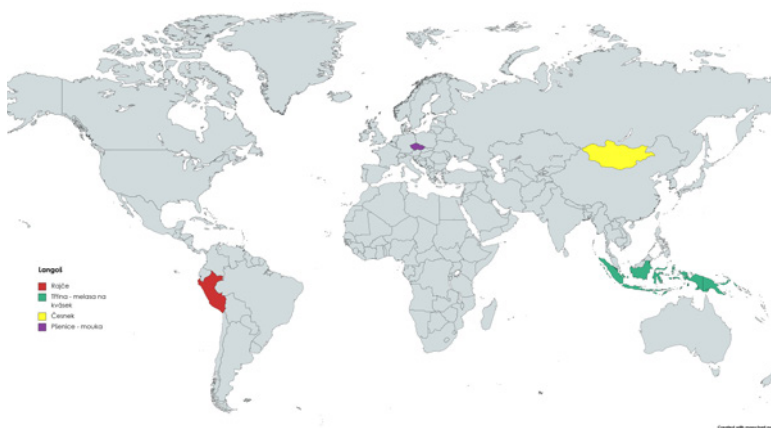 Langoš
Rajče
Třtina - melasa na
kvásek
Česnek
Pšenice - mouka